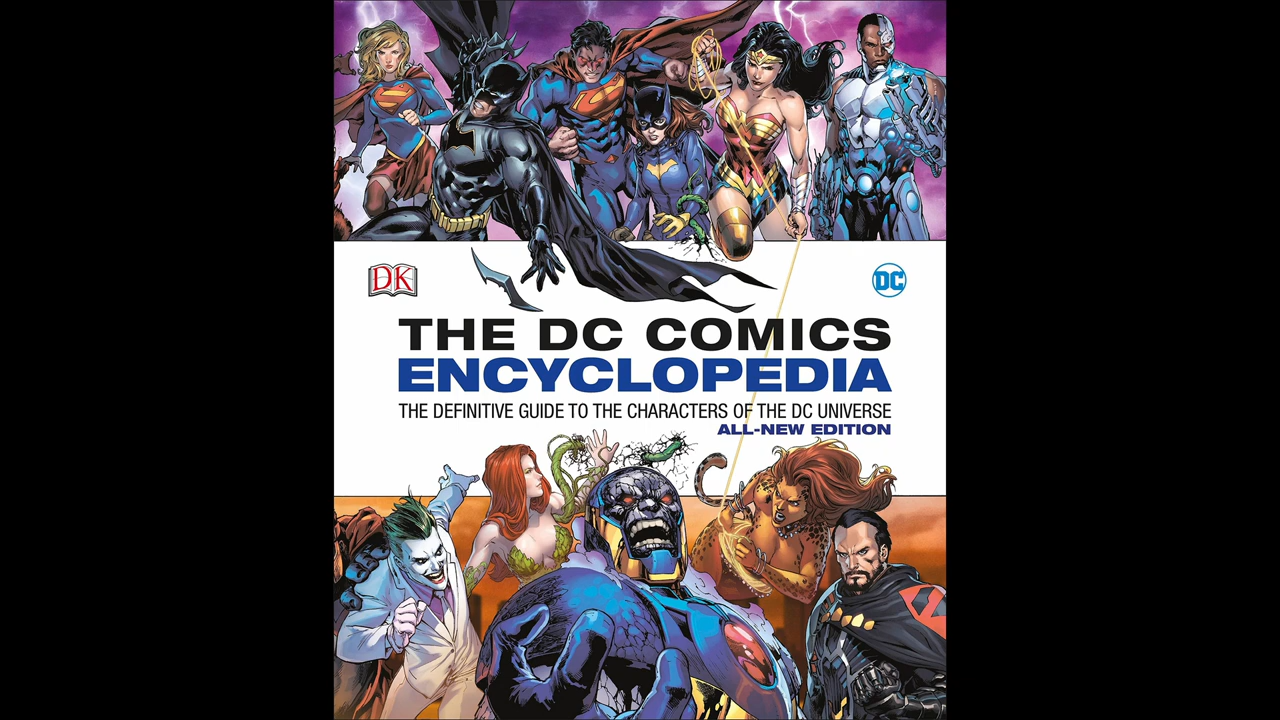 DK
DC
THE DC COMICS
ENCYCLOPEDIA
THE DEFINITIVE GUIDE TO THE CHARACTERS OF THE DC UNIVERSE
ALL-NEW EDITION